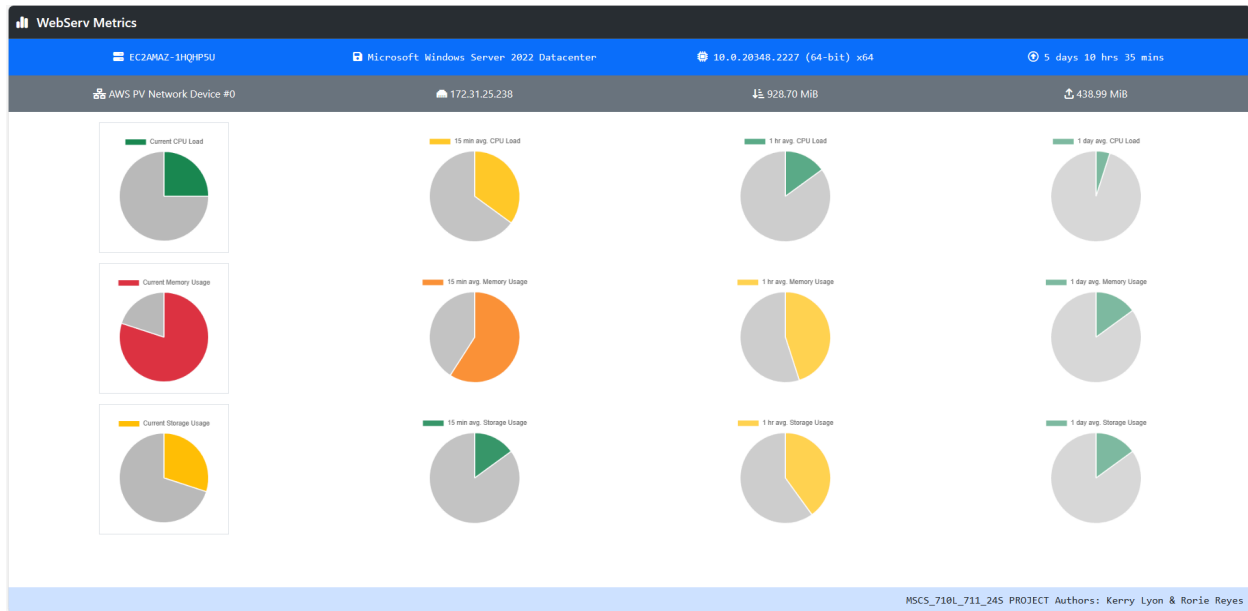 WebServ Metrics
EC2AMAZ-1HQHP5U Microsoft Windows Server 2022 Datacenter 10.0.20348.2227 (64-bit) x64 5 days 10 hrs 35 mins
AWS PV Network Device #0 172.31.25.238 928.70 MiB 438.99 MiB
Current CPU Load 15 min avg. CPU Load 1 hr avg. CPU Load 1 day avg. CPU Load
Current Memory Usage 15 min avg. Memory Usage 1 hr avg. Memory Usage 1 day avg. Memory Usage
Current Storage Usage 15 min avg. Storage Usage 1 hr avg. Storage Usage 1 day avg. Storage Usage
MSCS_710L_711_24S PROJECT Authors: Kerry Lyon & Rorie Reyes